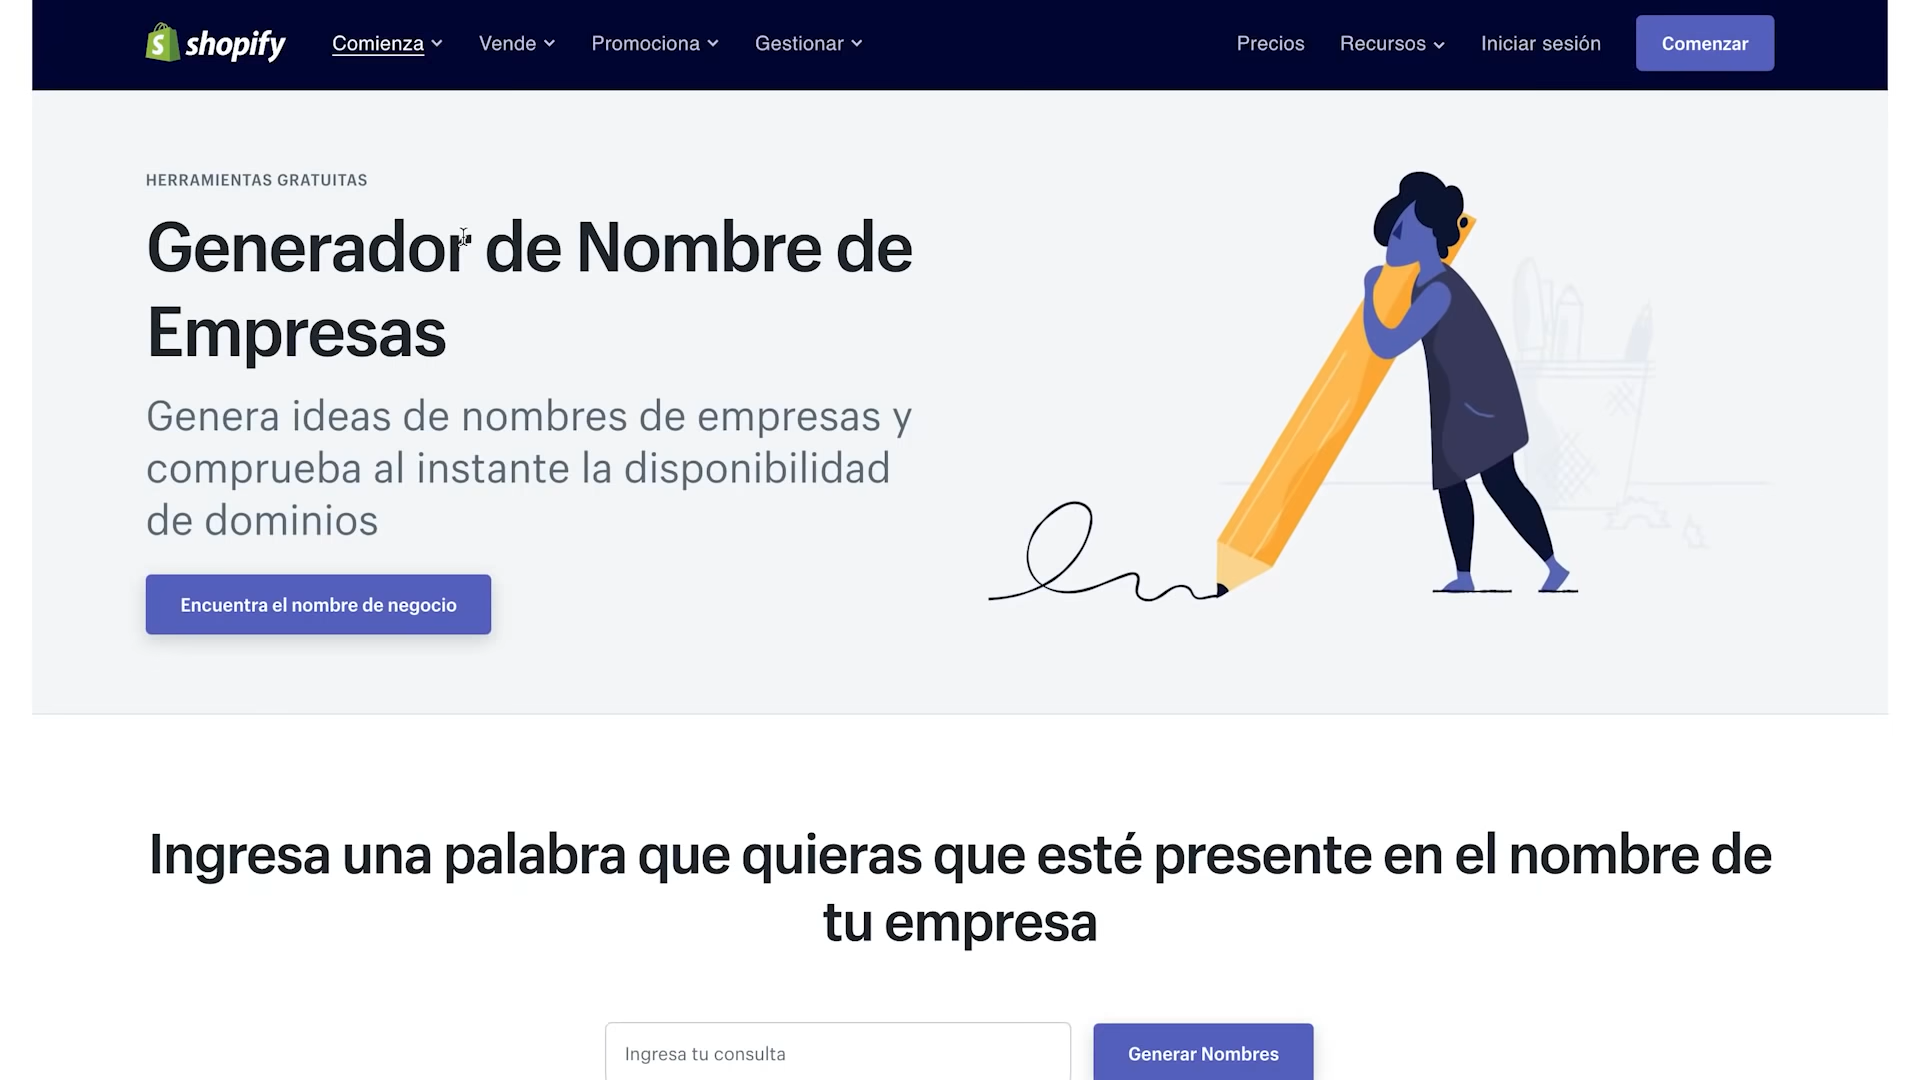 shopify
Comienza
Vende
Promociona
Gestionar
Precios
Recursos
Iniciar sesión
Comenzar
HERRAMIENTAS GRATUITAS
Generador de Nombre de
Empresas
Genera ideas de nombres de empresas y
comprueba al instante la disponibilidad
de dominios
Encuentra el nombre de negocio
Ingresa una palabra que quieras que esté presente en el nombre de
tu empresa
Ingresa tu consulta
Generar Nombres